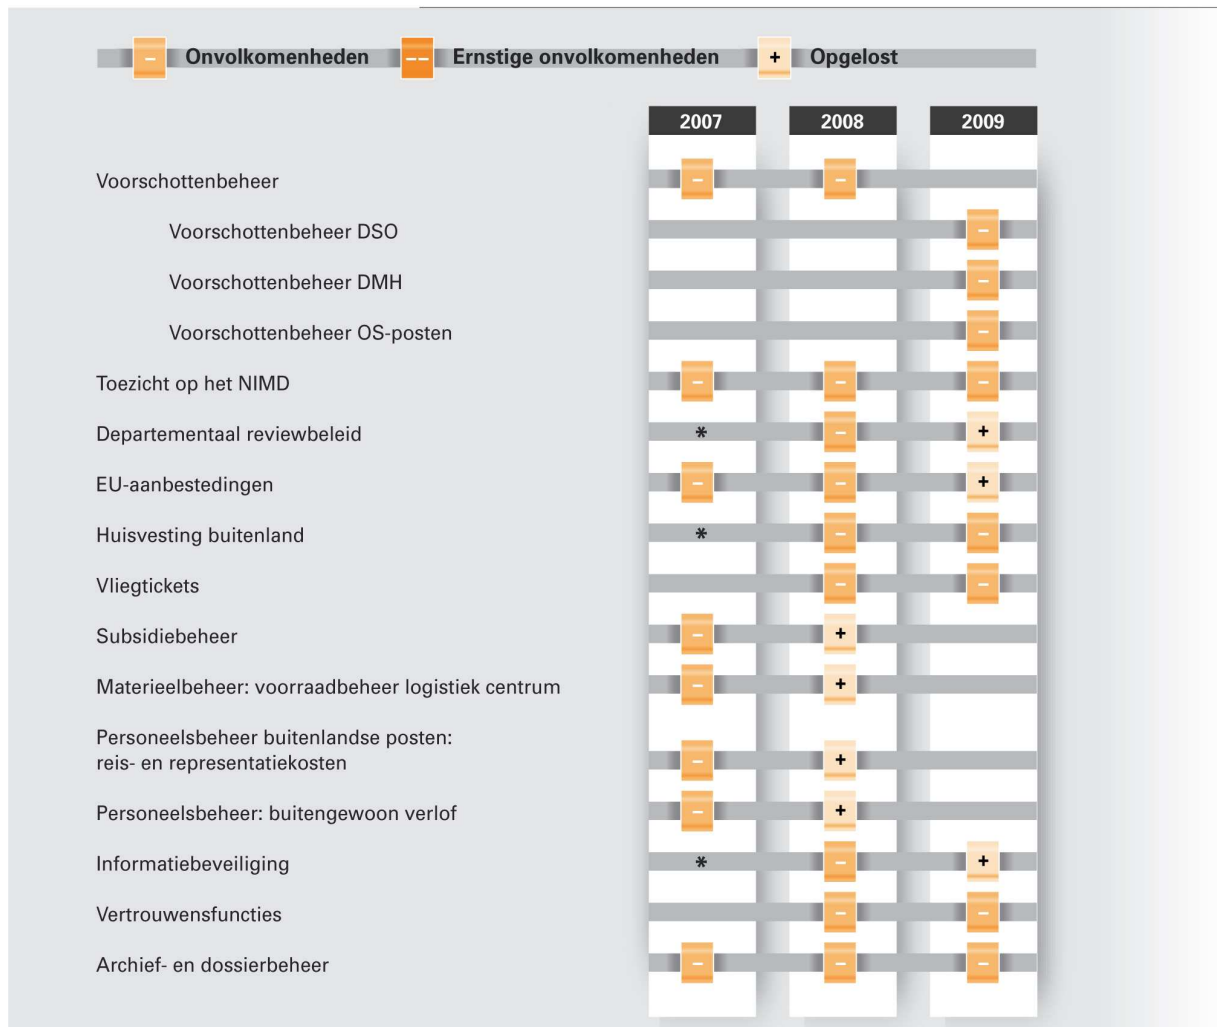 – Onvolkomenheden –– Ernstige onvolkomenheden + Opgelost
2007 2008 2009
Voorschottenbeheer – –
Voorschottenbeheer DSO –
Voorschottenbeheer DMH –
Voorschottenbeheer OS-posten –
Toezicht op het NIMD – – –
Departementaal reviewbeleid * – +
EU-aanbestedingen – – +
Huisvesting buitenland * – –
Vliegtickets – –
Subsidiebeheer – +
Materieelbeheer: voorraadbeheer logistiek centrum – +
Personeelsbeheer buitenlandse posten:
reis- en representatiekosten – +
Personeelsbeheer: buitengewoon verlof – +
Informatiebeveiliging * – +
Vertrouwensfuncties – –
Archief- en dossierbeheer – – –